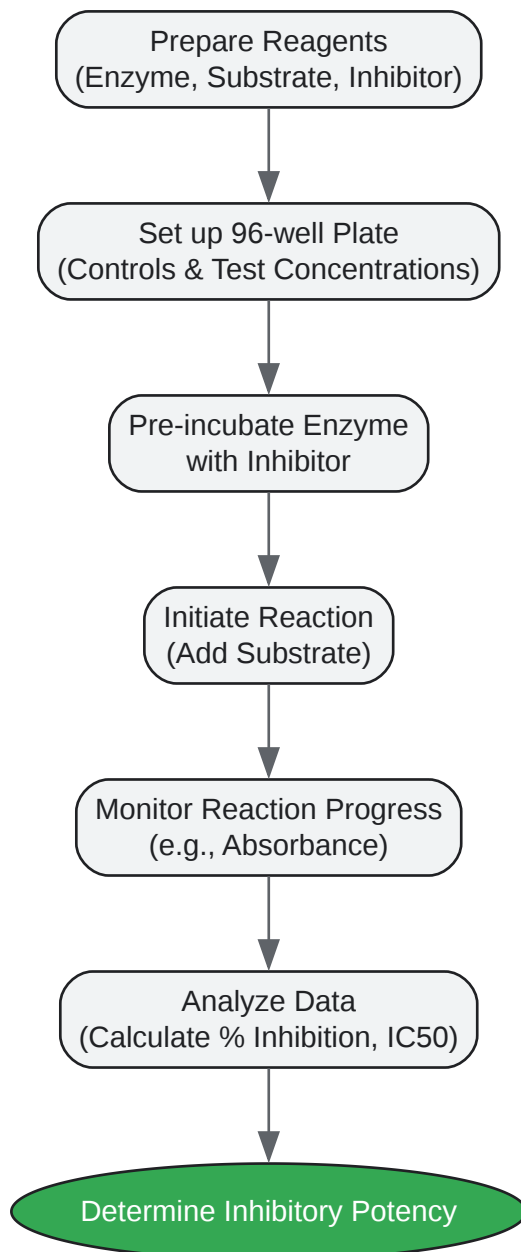 Prepare Reagents
(Enzyme, Substrate, Inhibitor)
Set up 96-well Plate
(Controls & Test Concentrations)
Pre-incubate Enzyme
with Inhibitor
Initiate Reaction
(Add Substrate)
Monitor Reaction Progress
(e.g., Absorbance)
Analyze Data
(Calculate % Inhibition, IC50)
Determine Inhibitory Potency